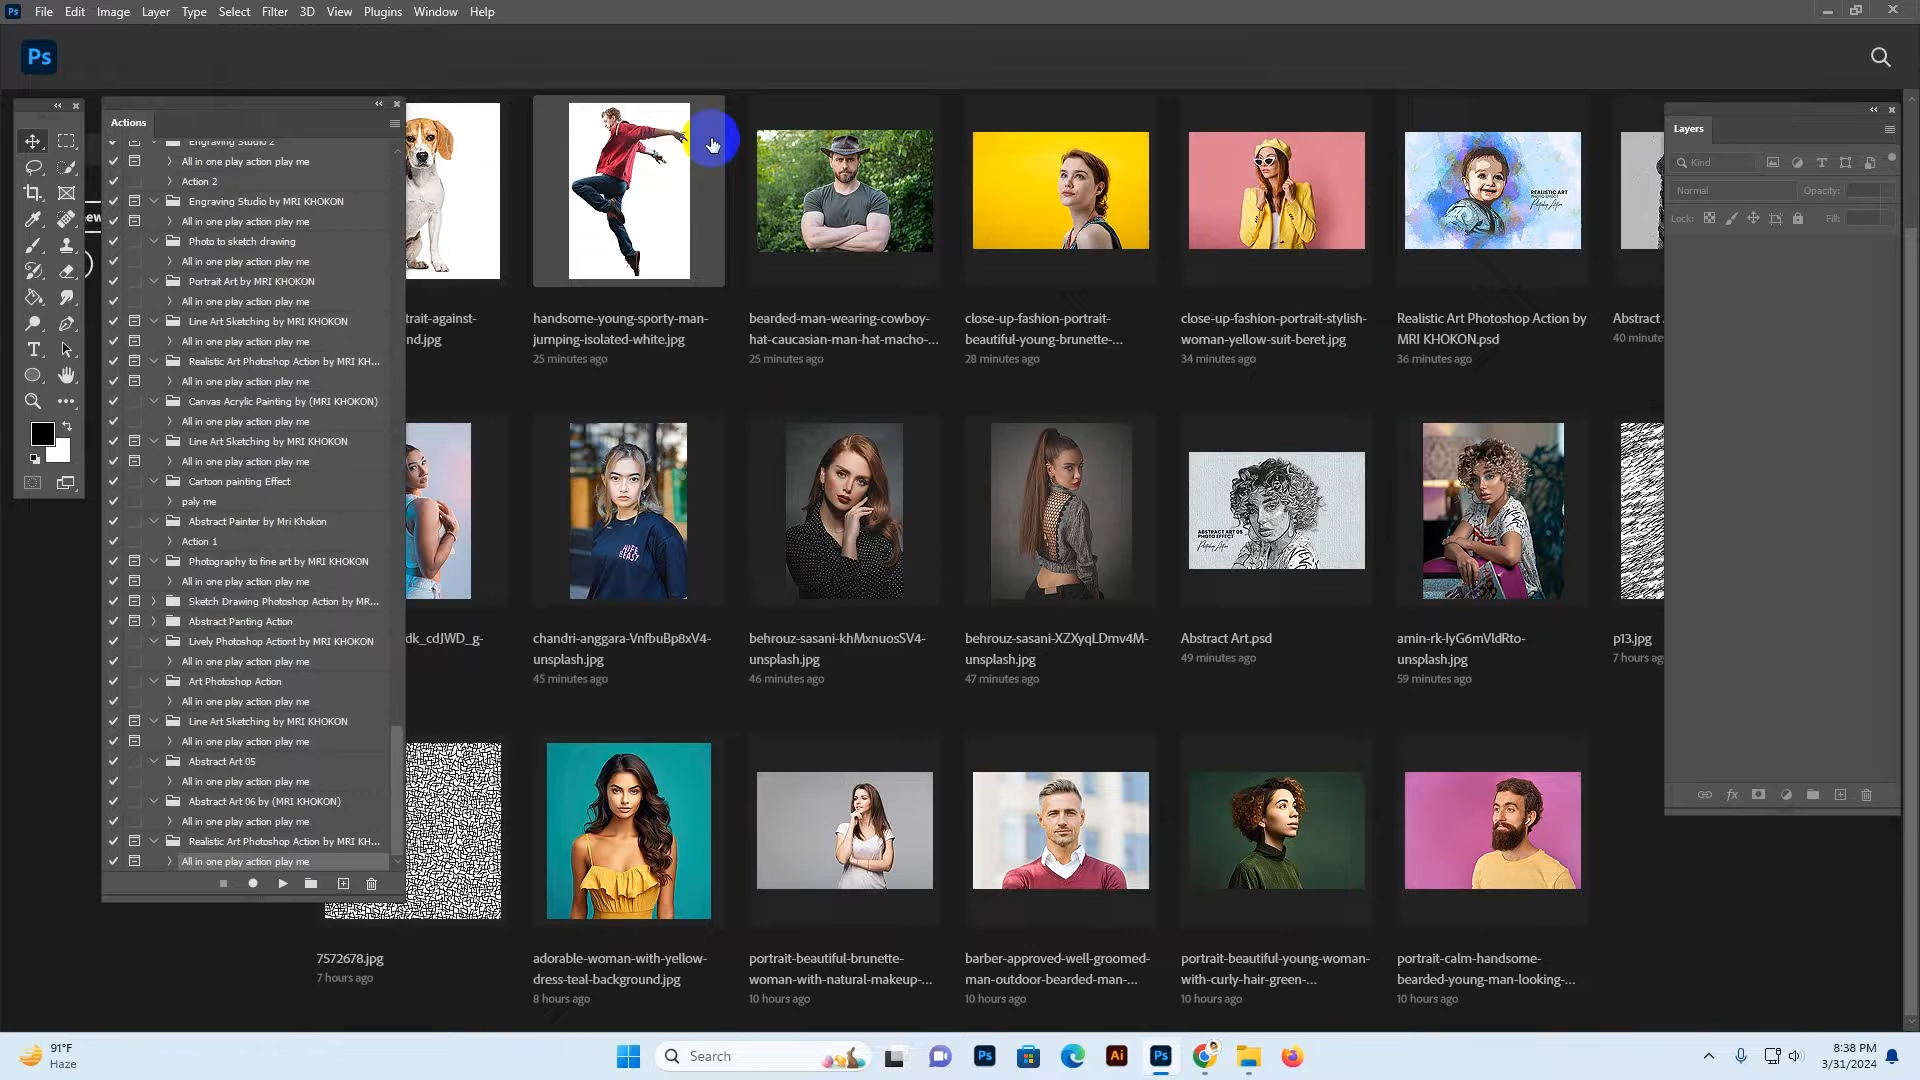 Ps File Edit Image Layer Type Select Filter 3D View Plugins Window Help
Ps
Actions
Engraving Studio 2
All in one play action play me
Action 2
Engraving Studio by MRI KHOKON
All in one play action play me
Photo to sketch drawing
All in one play action play me
Portrait Art by MRI KHOKON
All in one play action play me
Line Art Sketching by MRI KHOKON
All in one play action play me
Realistic Art Photoshop Action by MRI KH...
All in one play action play me
Canvas Acrylic Painting by (MRI KHOKON)
All in one play action play me
Line Art Sketching by MRI KHOKON
All in one play action play me
Cartoon painting Effect
paly me
Abstract Painter by Mri Khokon
Action 1
Photography to fine art by MRI KHOKON
All in one play action play me
Sketch Drawing Photoshop Action by MR...
Abstract Panting Action
Lively Photoshop Actiont by MRI KHOKON
All in one play action play me
Art Photoshop Action
All in one play action play me
Line Art Sketching by MRI KHOKON
All in one play action play me
Abstract Art 05
All in one play action play me
Abstract Art 06 by (MRI KHOKON)
All in one play action play me
Realistic Art Photoshop Action by MRI KH...
All in one play action play me
trait-against-
nd.jpg
handsome-young-sporty-man-
jumping-isolated-white.jpg
25 minutes ago
bearded-man-wearing-cowboy-
hat-caucasian-man-hat-macho-...
25 minutes ago
close-up-fashion-portrait-
beautiful-young-brunette-...
28 minutes ago
close-up-fashion-portrait-stylish-
woman-yellow-suit-beret.jpg
34 minutes ago
REALISTIC ART
PHOTO EFFECT
Photoshop Action
Realistic Art Photoshop Action by
MRI KHOKON.psd
36 minutes ago
Abstract
40 minute
dk_cdJWD_g-
chandri-anggara-VnfbuBp8xV4-
unsplash.jpg
45 minutes ago
behrouz-sasani-khMxnuosSV4-
unsplash.jpg
46 minutes ago
behrouz-sasani-XZXyqLDmv4M-
unsplash.jpg
47 minutes ago
ABSTRACT ART 05
PHOTO EFFECT
Photoshop Action
Abstract Art.psd
49 minutes ago
amin-rk-IyG6mVldRto-
unsplash.jpg
59 minutes ago
p13.jpg
7 hours ag
7572678.jpg
7 hours ago
adorable-woman-with-yellow-
dress-teal-background.jpg
8 hours ago
portrait-beautiful-brunette-
woman-with-natural-makeup-...
10 hours ago
barber-approved-well-groomed-
man-outdoor-bearded-man-...
10 hours ago
portrait-beautiful-young-woman-
with-curly-hair-green-...
10 hours ago
portrait-calm-handsome-
bearded-young-man-looking-...
10 hours ago
Layers
Kind
Normal Opacity:
Lock: Fill:
fx
91°F
Haze
Search
Ps Ai Ps
8:38 PM
3/31/2024